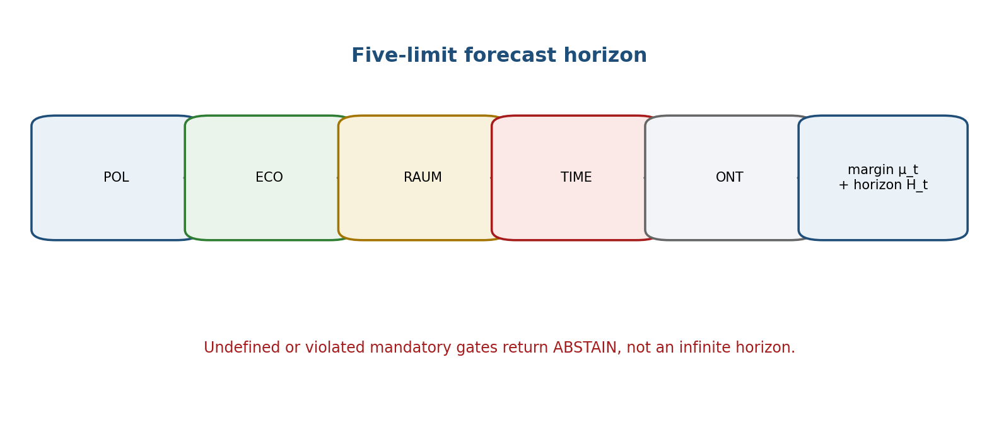 Five-limit forecast horizon
POL
ECO
RAUM
TIME
ONT
margin μ_t
+ horizon H_t
Undefined or violated mandatory gates return ABSTAIN, not an infinite horizon.